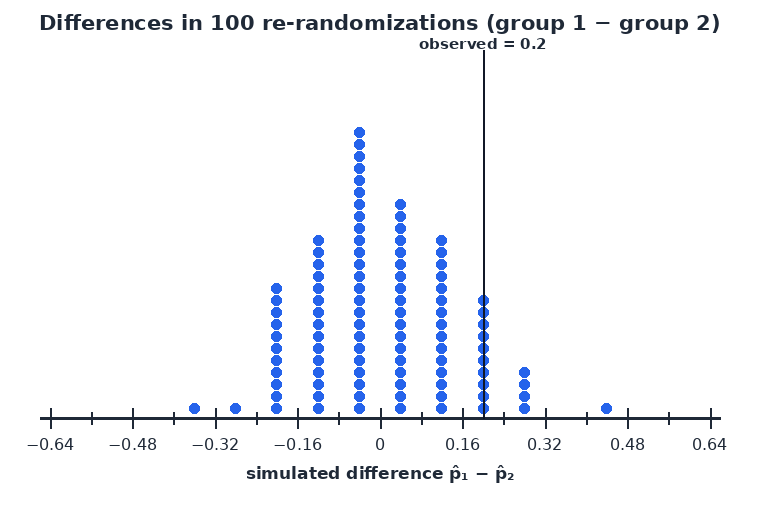 Differences in 100 re-randomizations (group 1 − group 2)
observed = 0.2
−0.64 −0.48 −0.32 −0.16 0 0.16 0.32 0.48 0.64
simulated difference p̂₁ − p̂₂